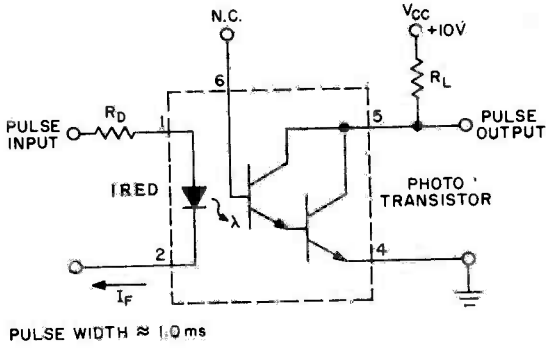 N.C.
VCC
+10V
6
RL
RD
1
5
PULSE
INPUT
PULSE
OUTPUT
IRED
λ
PHOTO
TRANSISTOR
2
4
IF
PULSE WIDTH ≈ 1.0 ms